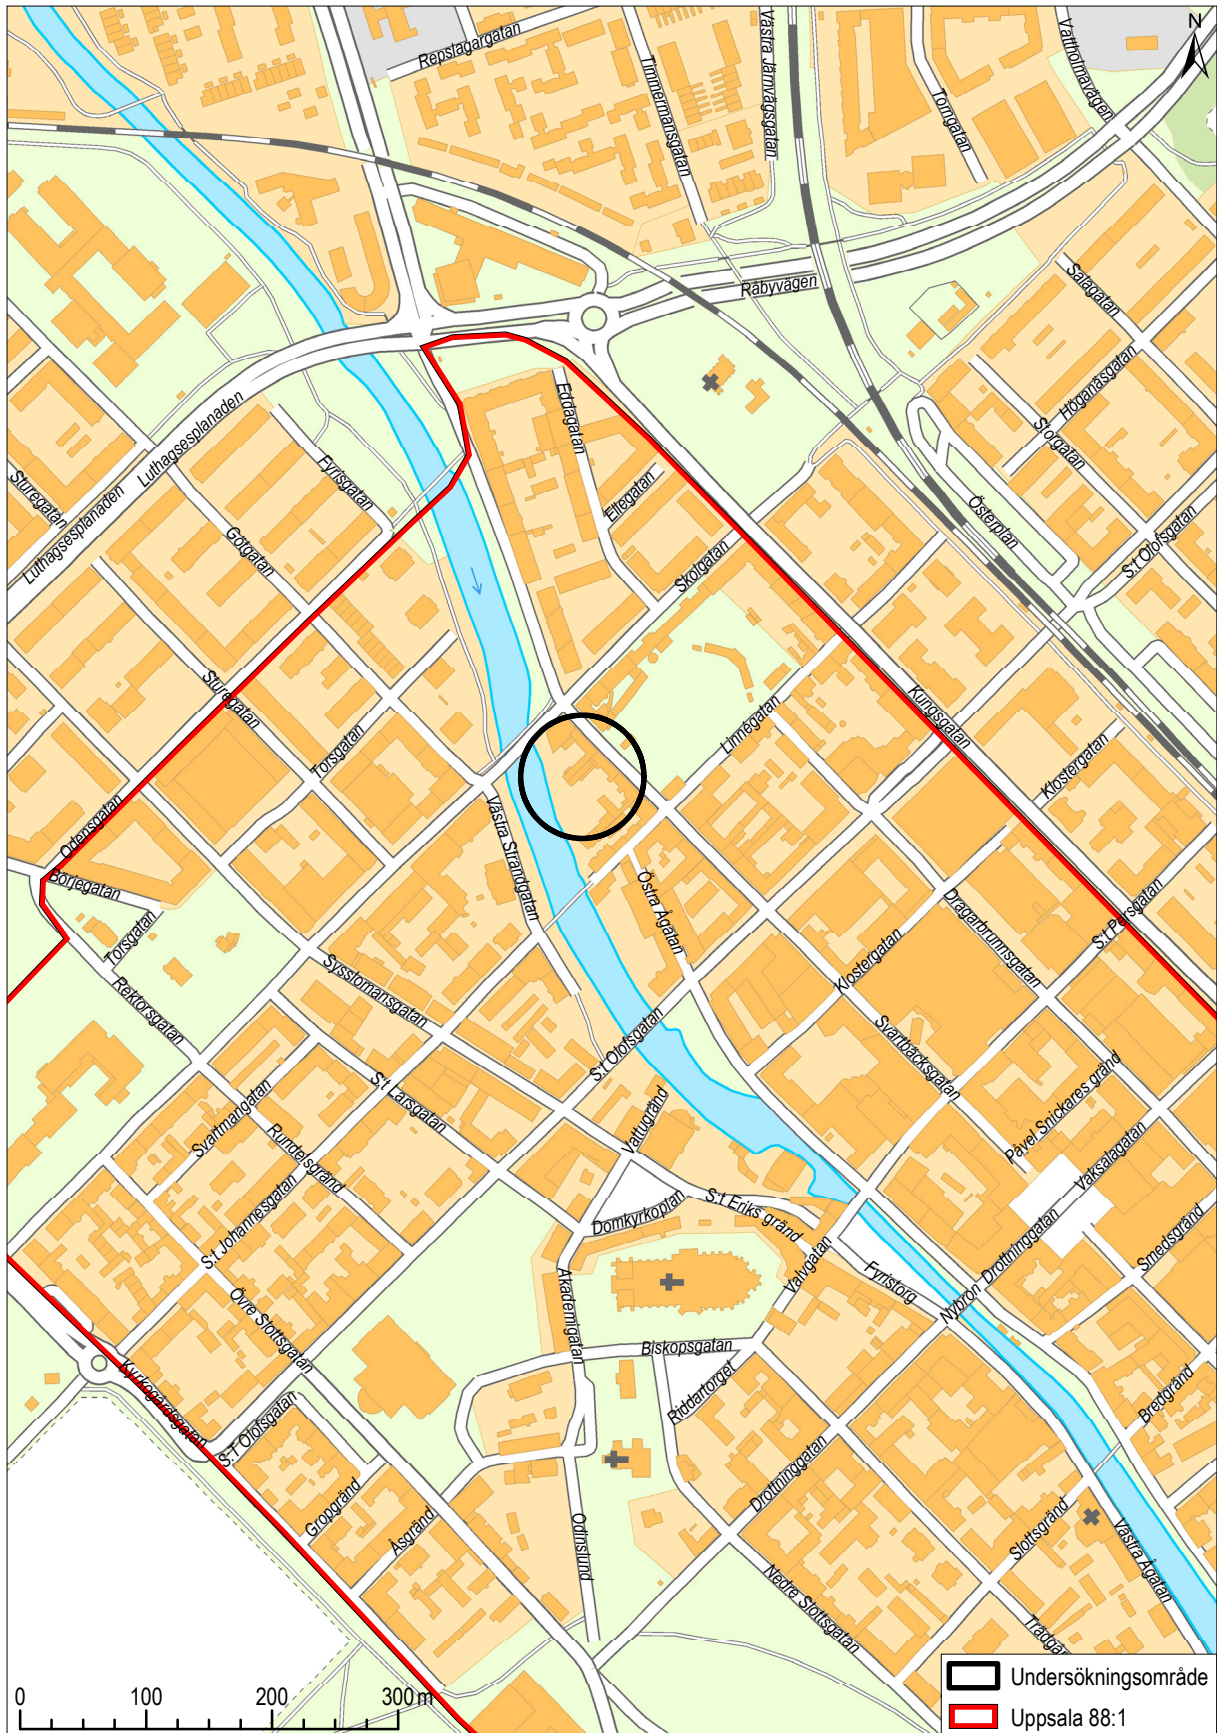 Repslagargatan
Timmermansgatan
Västra Järnvägsgatan
Vattholmavägen
N
Torngatan
Råbyvägen
Salagatan
Höganäsgatan
Storgatan
Eddagatan
Luthagsesplanaden
Fyrisgatan
Sturegatan
Luthagsesplanaden
Götgatan
Ellegatan
Österplan
S:t Olofsgatan
Skolgatan
Sturegatan
Torsgatan
Linnégatan
Kungsgatan
Klostergatan
Odensgatan
Västra Strandgatan
Börjegatan
Torsgatan
Östra Ågatan
Dragarbrunnsgatan
S:t Persgatan
Klostergatan
Rektorsgatan
Sysslomansgatan
Svartbäcksgatan
S:t Olofsgatan
S:t Larsgatan
Svartmangatan
Rundelsgränd
Vattugränd
Påvel Snickares gränd
Vaksalagatan
S:t Johannesgatan
Domkyrkoplan
S:t Eriks gränd
Smedsgränd
Drottninggatan
Övre Slottsgatan
Akademigatan
Valvgatan
Fyristorg
Nybron
Biskopsgatan
Riddartorget
Kyrkogårdsgatan
S:T Olofsgatan
Bredgränd
Drottninggatan
Gropgränd
Åsgränd
Odinslund
Slottsgränd
Västra Ågatan
Nedre Slottsgatan
Trädgår
0 100 200 300 m
Undersökningsområde
Uppsala 88:1